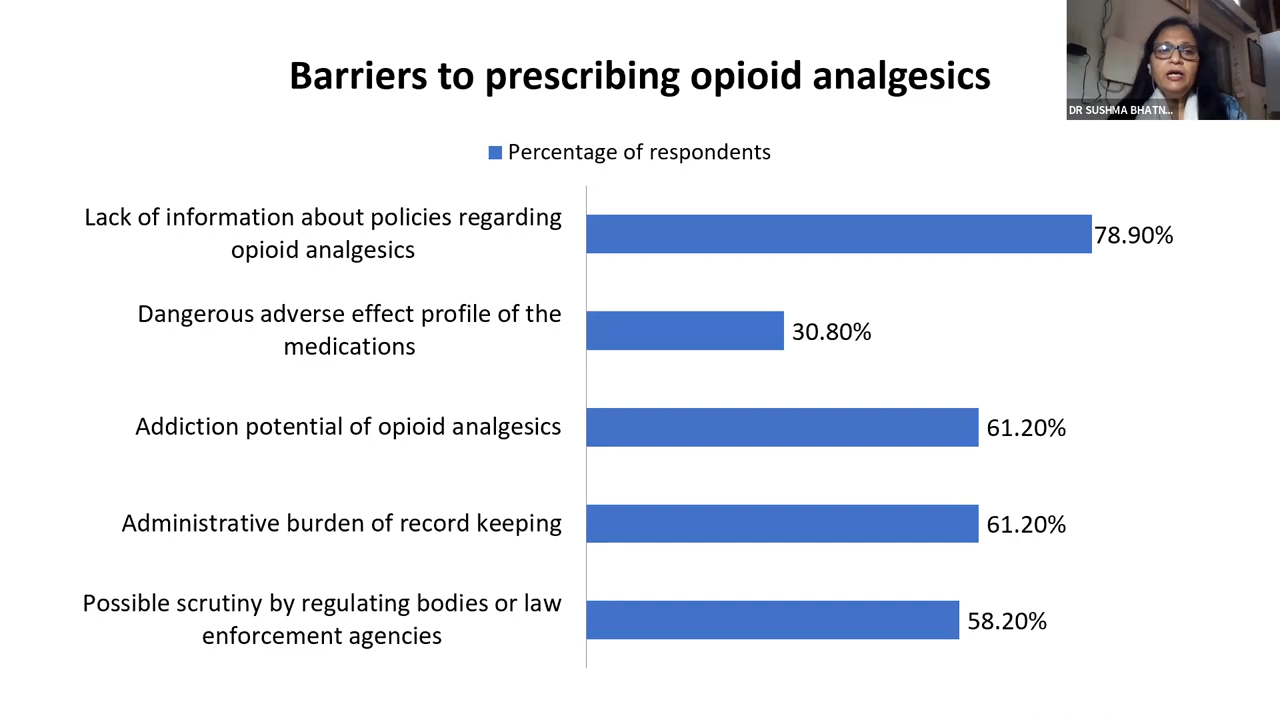 Barriers to prescribing opioid analgesics
DR SUSHMA BHATN...
Percentage of respondents
Lack of information about policies regarding
opioid analgesics
78.90%
Dangerous adverse effect profile of the
medications
30.80%
Addiction potential of opioid analgesics
61.20%
Administrative burden of record keeping
61.20%
Possible scrutiny by regulating bodies or law
enforcement agencies
58.20%